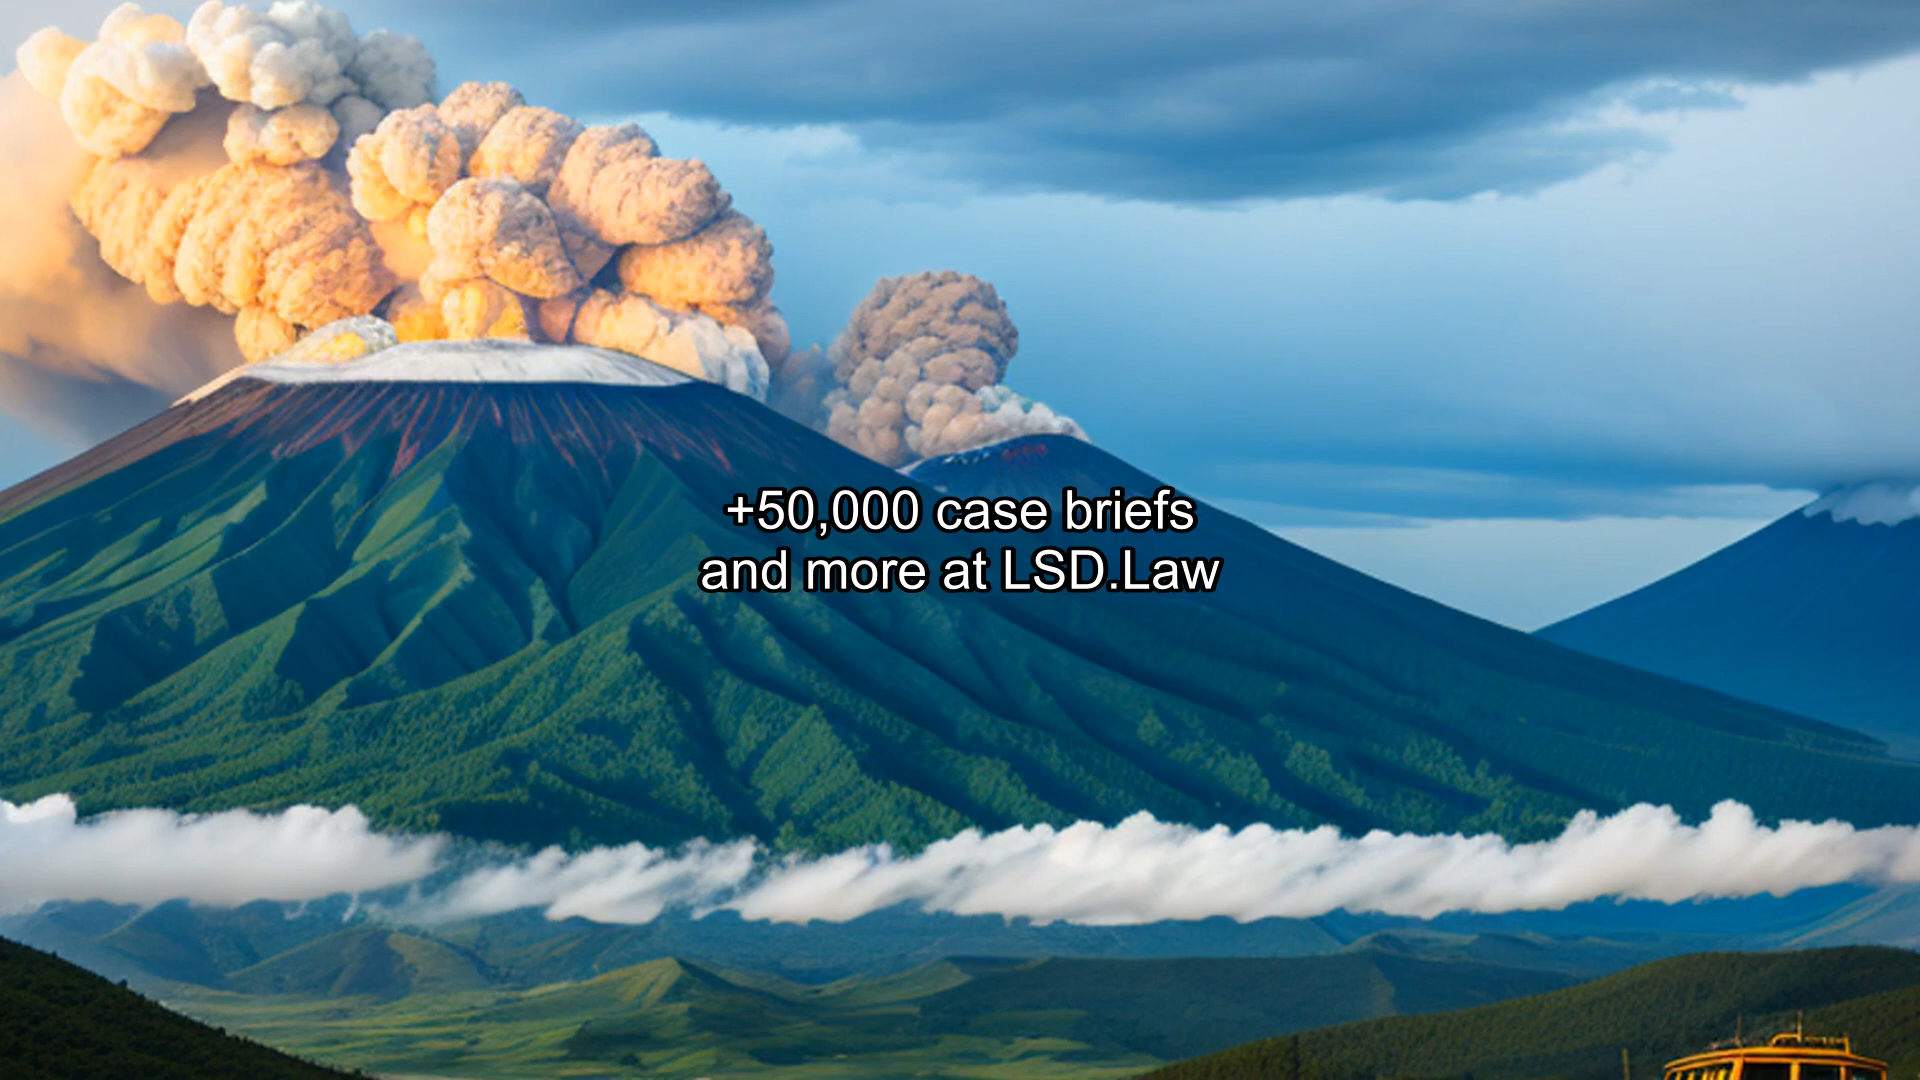 +50,000 case briefs
and more at LSD.Law